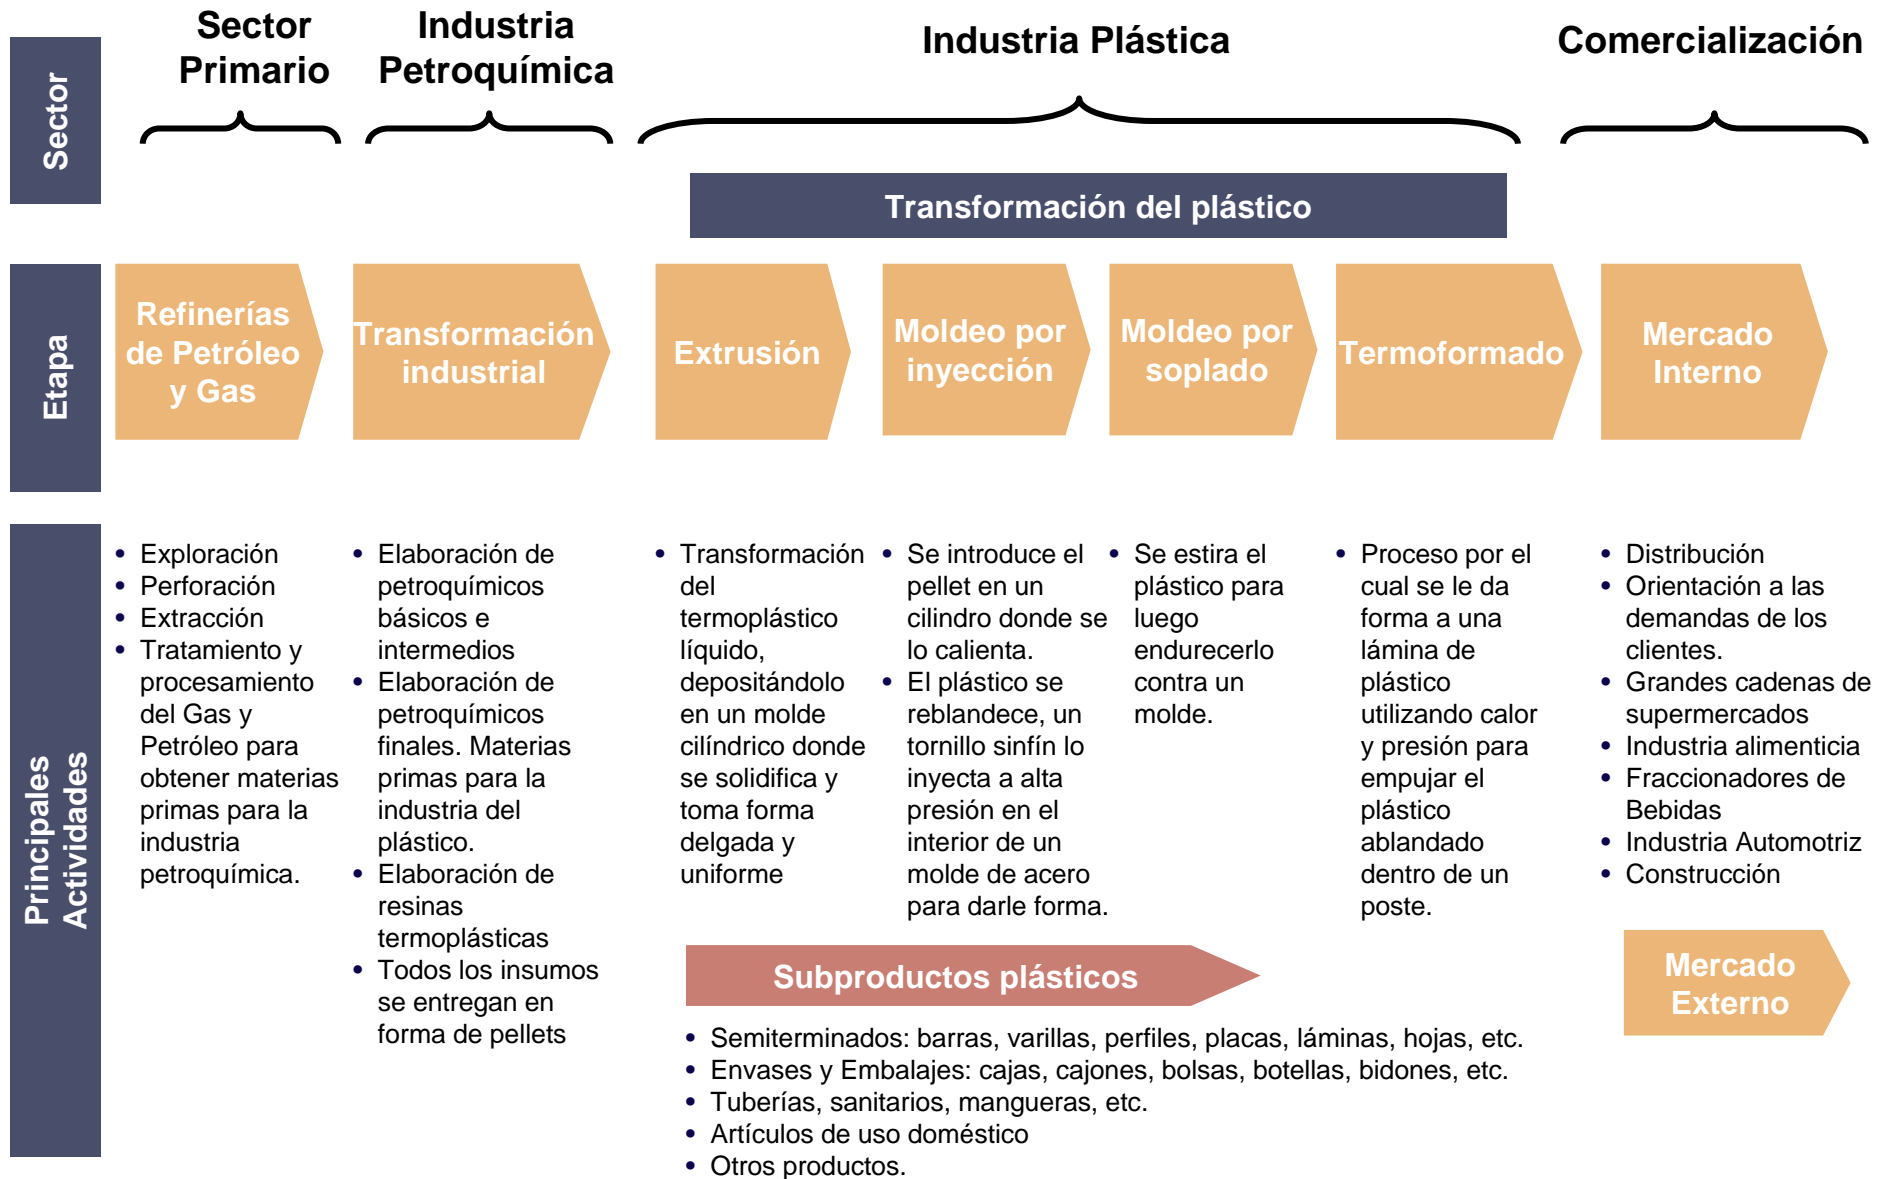 Sector
Primario
Industria
Petroquímica
Industria Plástica
Comercialización
Sector
Transformación del plástico
Etapa
Refinerías
de Petróleo
y Gas
Transformación
industrial
Extrusión
Moldeo por
inyección
Moldeo por
soplado
Termoformado
Mercado
Interno
Principales
Actividades
• Exploración
• Perforación
• Extracción
• Tratamiento y
procesamiento
del Gas y
Petróleo para
obtener materias
primas para la
industria
petroquímica.
• Elaboración de
petroquímicos
básicos e
intermedios
• Elaboración de
petroquímicos
finales. Materias
primas para la
industria del
plástico.
• Elaboración de
resinas
termoplásticas
• Todos los insumos
se entregan en
forma de pellets
• Transformación
del
termoplástico
líquido,
depositándolo
en un molde
cilíndrico donde
se solidifica y
toma forma
delgada y
uniforme
• Se introduce el
pellet en un
cilindro donde se
lo calienta.
• El plástico se
reblandece, un
tornillo sinfín lo
inyecta a alta
presión en el
interior de un
molde de acero
para darle forma.
• Se estira el
plástico para
luego
endurecerlo
contra un
molde.
• Proceso por el
cual se le da
forma a una
lámina de
plástico
utilizando calor
y presión para
empujar el
plástico
ablandado
dentro de un
poste.
• Distribución
• Orientación a las
demandas de los
clientes.
• Grandes cadenas de
supermercados
• Industria alimenticia
• Fraccionadores de
Bebidas
• Industria Automotriz
• Construcción
Subproductos plásticos
• Semiterminados: barras, varillas, perfiles, placas, láminas, hojas, etc.
• Envases y Embalajes: cajas, cajones, bolsas, botellas, bidones, etc.
• Tuberías, sanitarios, mangueras, etc.
• Artículos de uso doméstico
• Otros productos.
Mercado
Externo